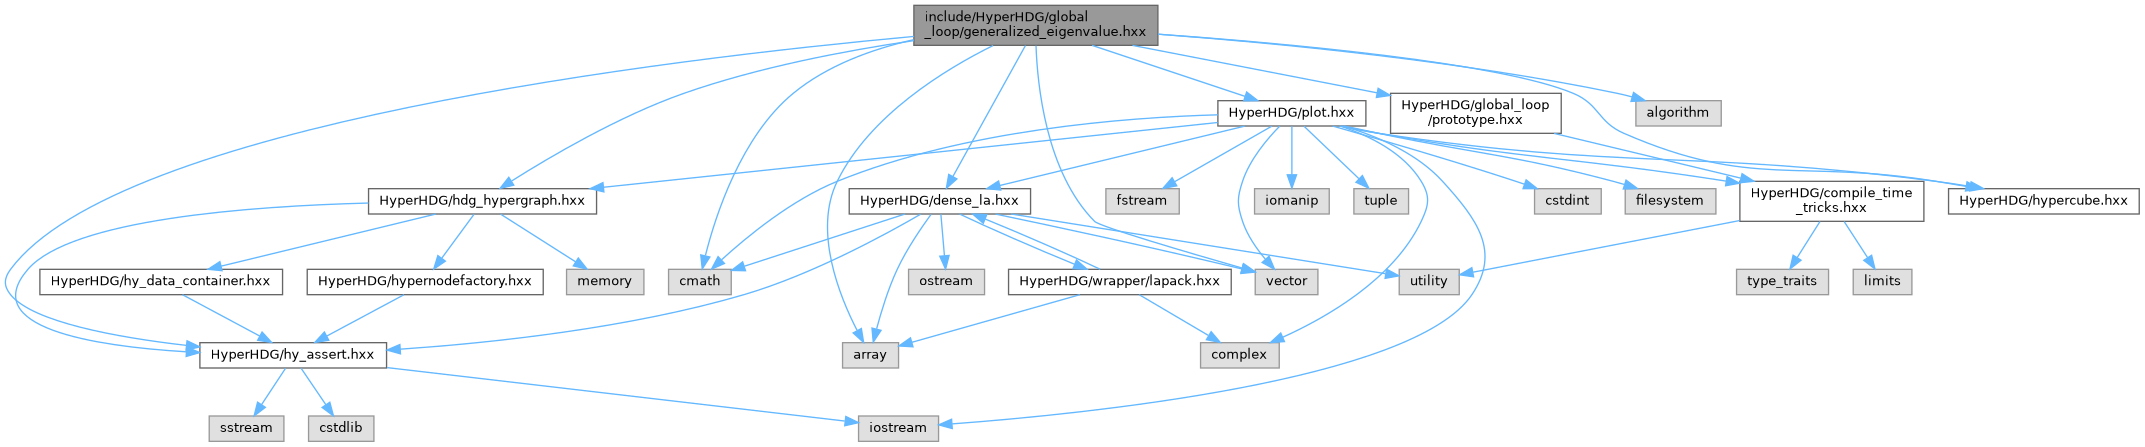 include/HyperHDG/global
_loop/generalized_eigenvalue.hxx
HyperHDG/plot.hxx
HyperHDG/global_loop
/prototype.hxx
algorithm
HyperHDG/hdg_hypergraph.hxx
HyperHDG/dense_la.hxx
fstream
iomanip
tuple
cstdint
filesystem
HyperHDG/compile_time
_tricks.hxx
HyperHDG/hypercube.hxx
HyperHDG/hy_data_container.hxx
HyperHDG/hypernodefactory.hxx
memory
cmath
ostream
HyperHDG/wrapper/lapack.hxx
vector
utility
type_traits
limits
HyperHDG/hy_assert.hxx
array
complex
sstream
cstdlib
iostream